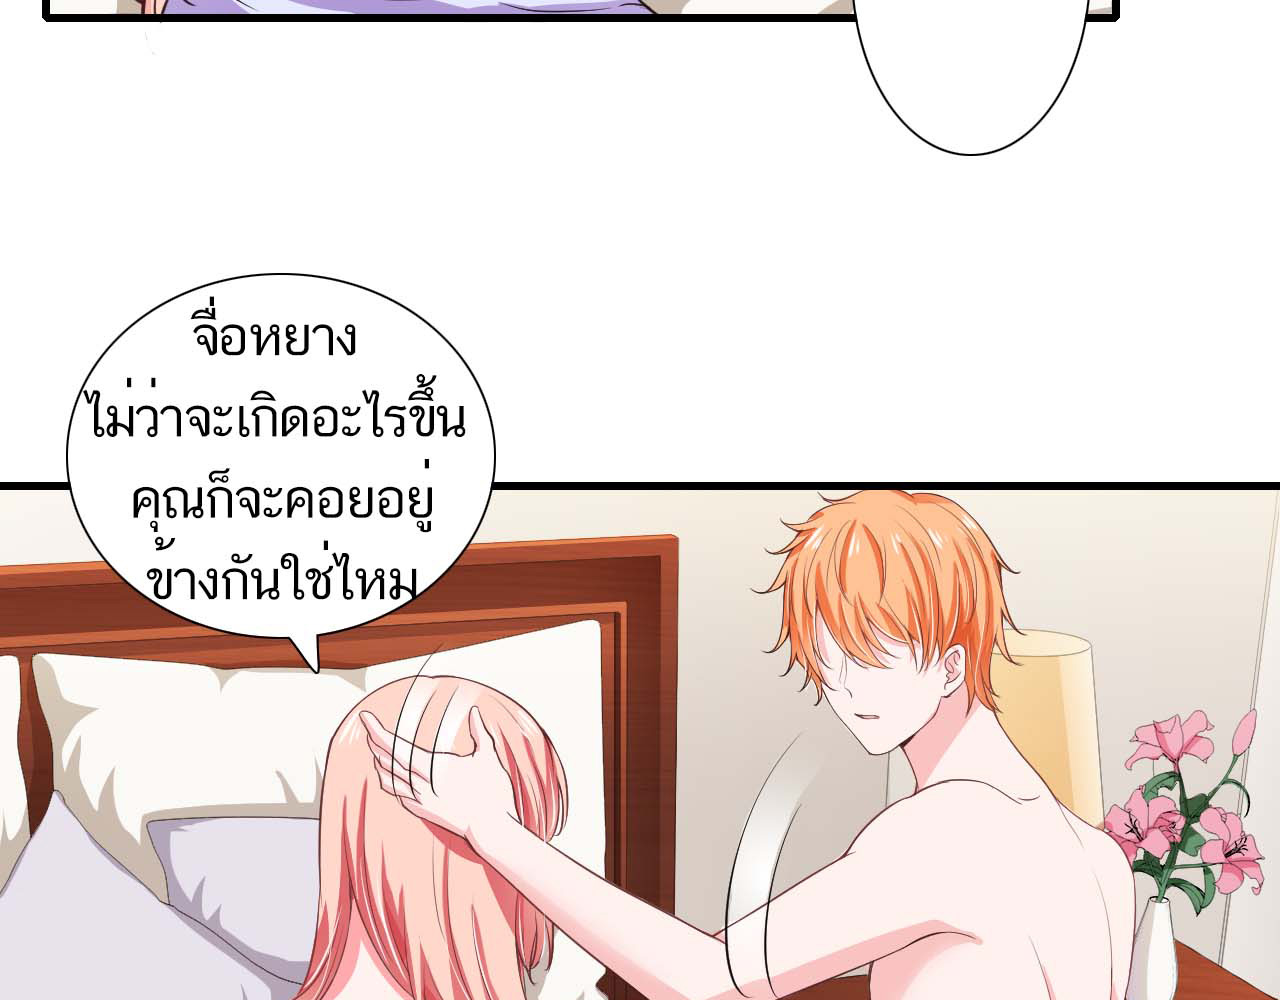 จื่อหยาง
ไม่ว่าจะเกิดอะไรขึ้น
คุณก็จะคอยอยู่
ข้างกันใช่ไหม